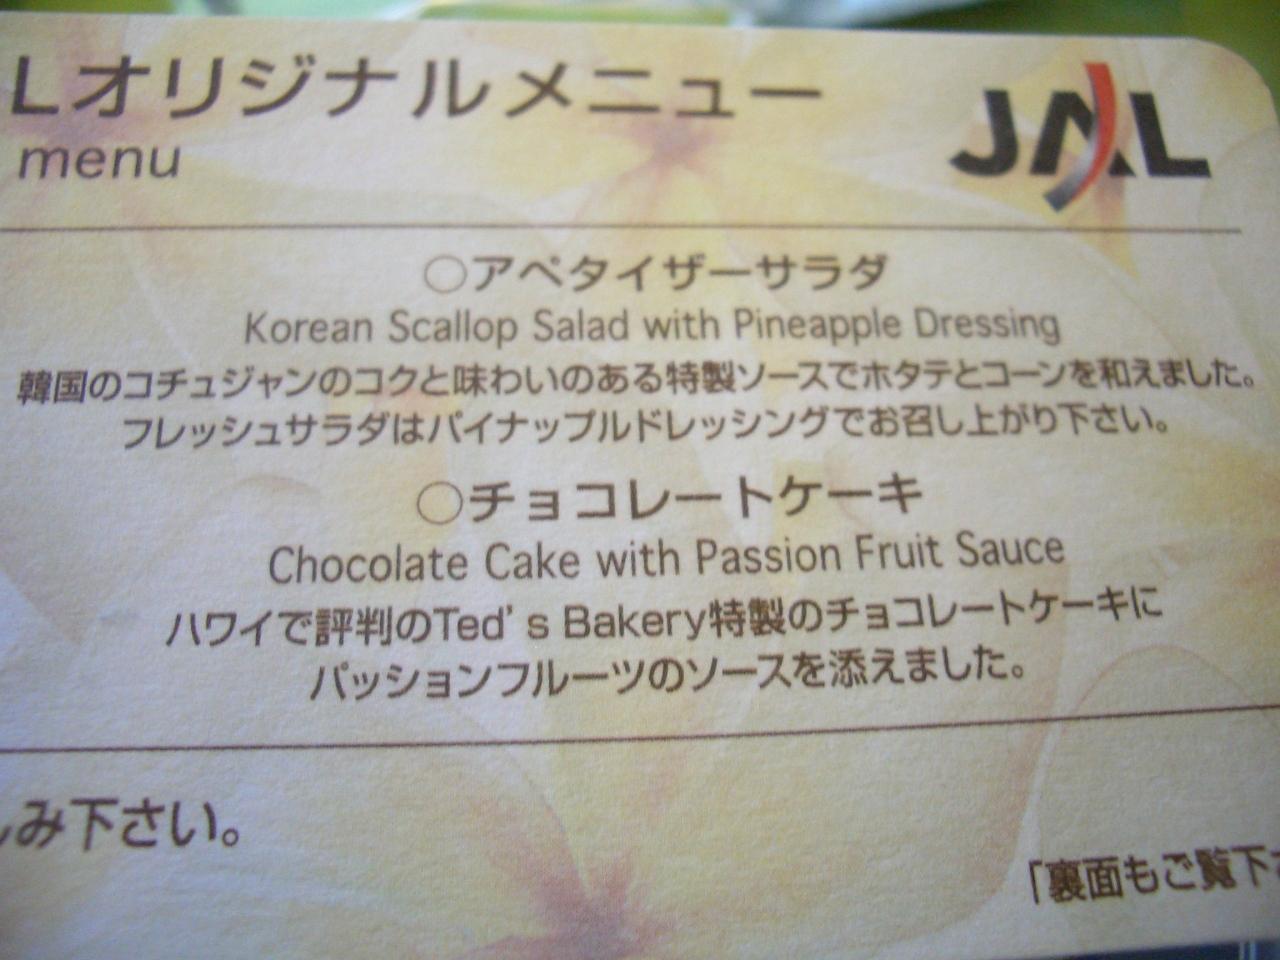 Lオリジナルメニュー
menu
JAL
○アペタイザーサラダ
Korean Scallop Salad with Pineapple Dressing
韓国のコチュジャンのコクと味わいのある特製ソースでホタテとコーンを和えました。
フレッシュサラダはパイナップルドレッシングでお召し上がり下さい。
○チョコレートケーキ
Chocolate Cake with Passion Fruit Sauce
ハワイで評判のTed's Bakery特製のチョコレートケーキに
パッションフルーツのソースを添えました。
しみ下さい。
「裏面もご覧下さ